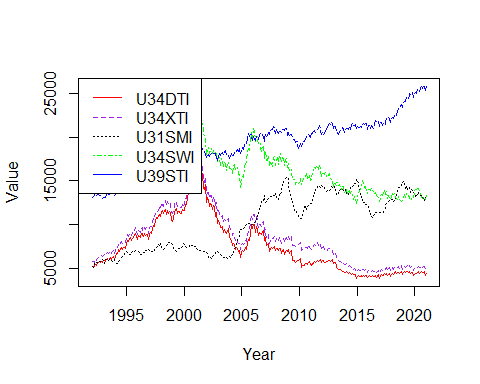 U34DTI
U34XTI
U31SMI
U34SWI
U39STI
25000
15000
5000
Value
1995 2000 2005 2010 2015 2020
Year